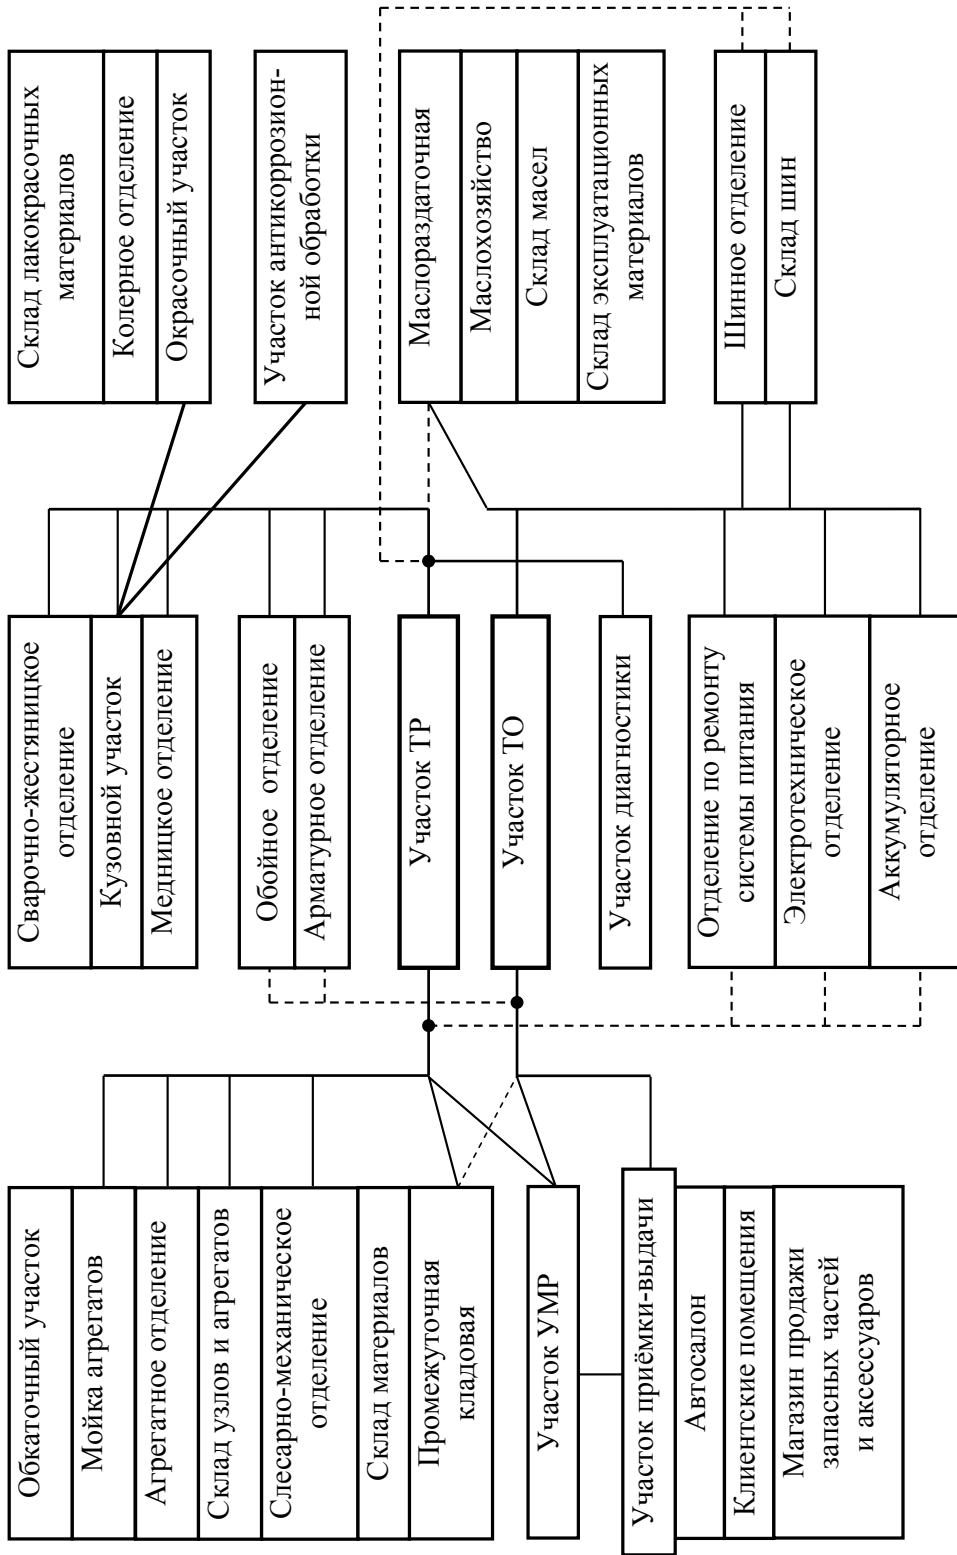 Обкаточный участок
Мойка агрегатов
Агрегатное отделение
Склад узлов и агрегатов
Слесарно-механическое
отделение
Склад материалов
Промежуточная
кладовая
Участок УМР
Участок приёмки-выдачи
Автосалон
Клиентские помещения
Магазин продажи
запасных частей
и аксессуаров
Сварочно-жестяницкое
отделение
Кузовной участок
Медницкое отделение
Обойное отделение
Арматурное отделение
Участок ТР
Участок ТО
Участок диагностики
Отделение по ремонту
системы питания
Электротехническое
отделение
Аккумуляторное
отделение
Склад лакокрасочных
материалов
Колерное отделение
Окрасочный участок
Участок антикоррозион-
ной обработки
Маслораздаточная
Маслохозяйство
Склад масел
Склад эксплуатационных
материалов
Шинное отделение
Склад шин